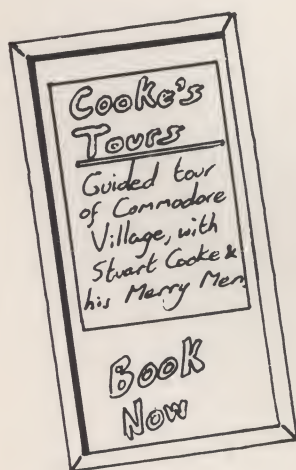 Cooke's
Tours
Guided tour
of Commodore
Village, with
Stuart Cooke &
his Merry Men
Book
Now